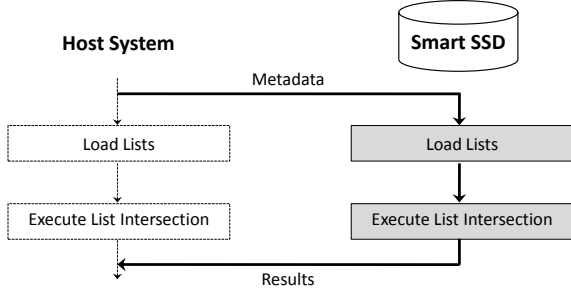 Host System
Smart SSD
Metadata
Load Lists
Load Lists
Execute List Intersection
Execute List Intersection
Results